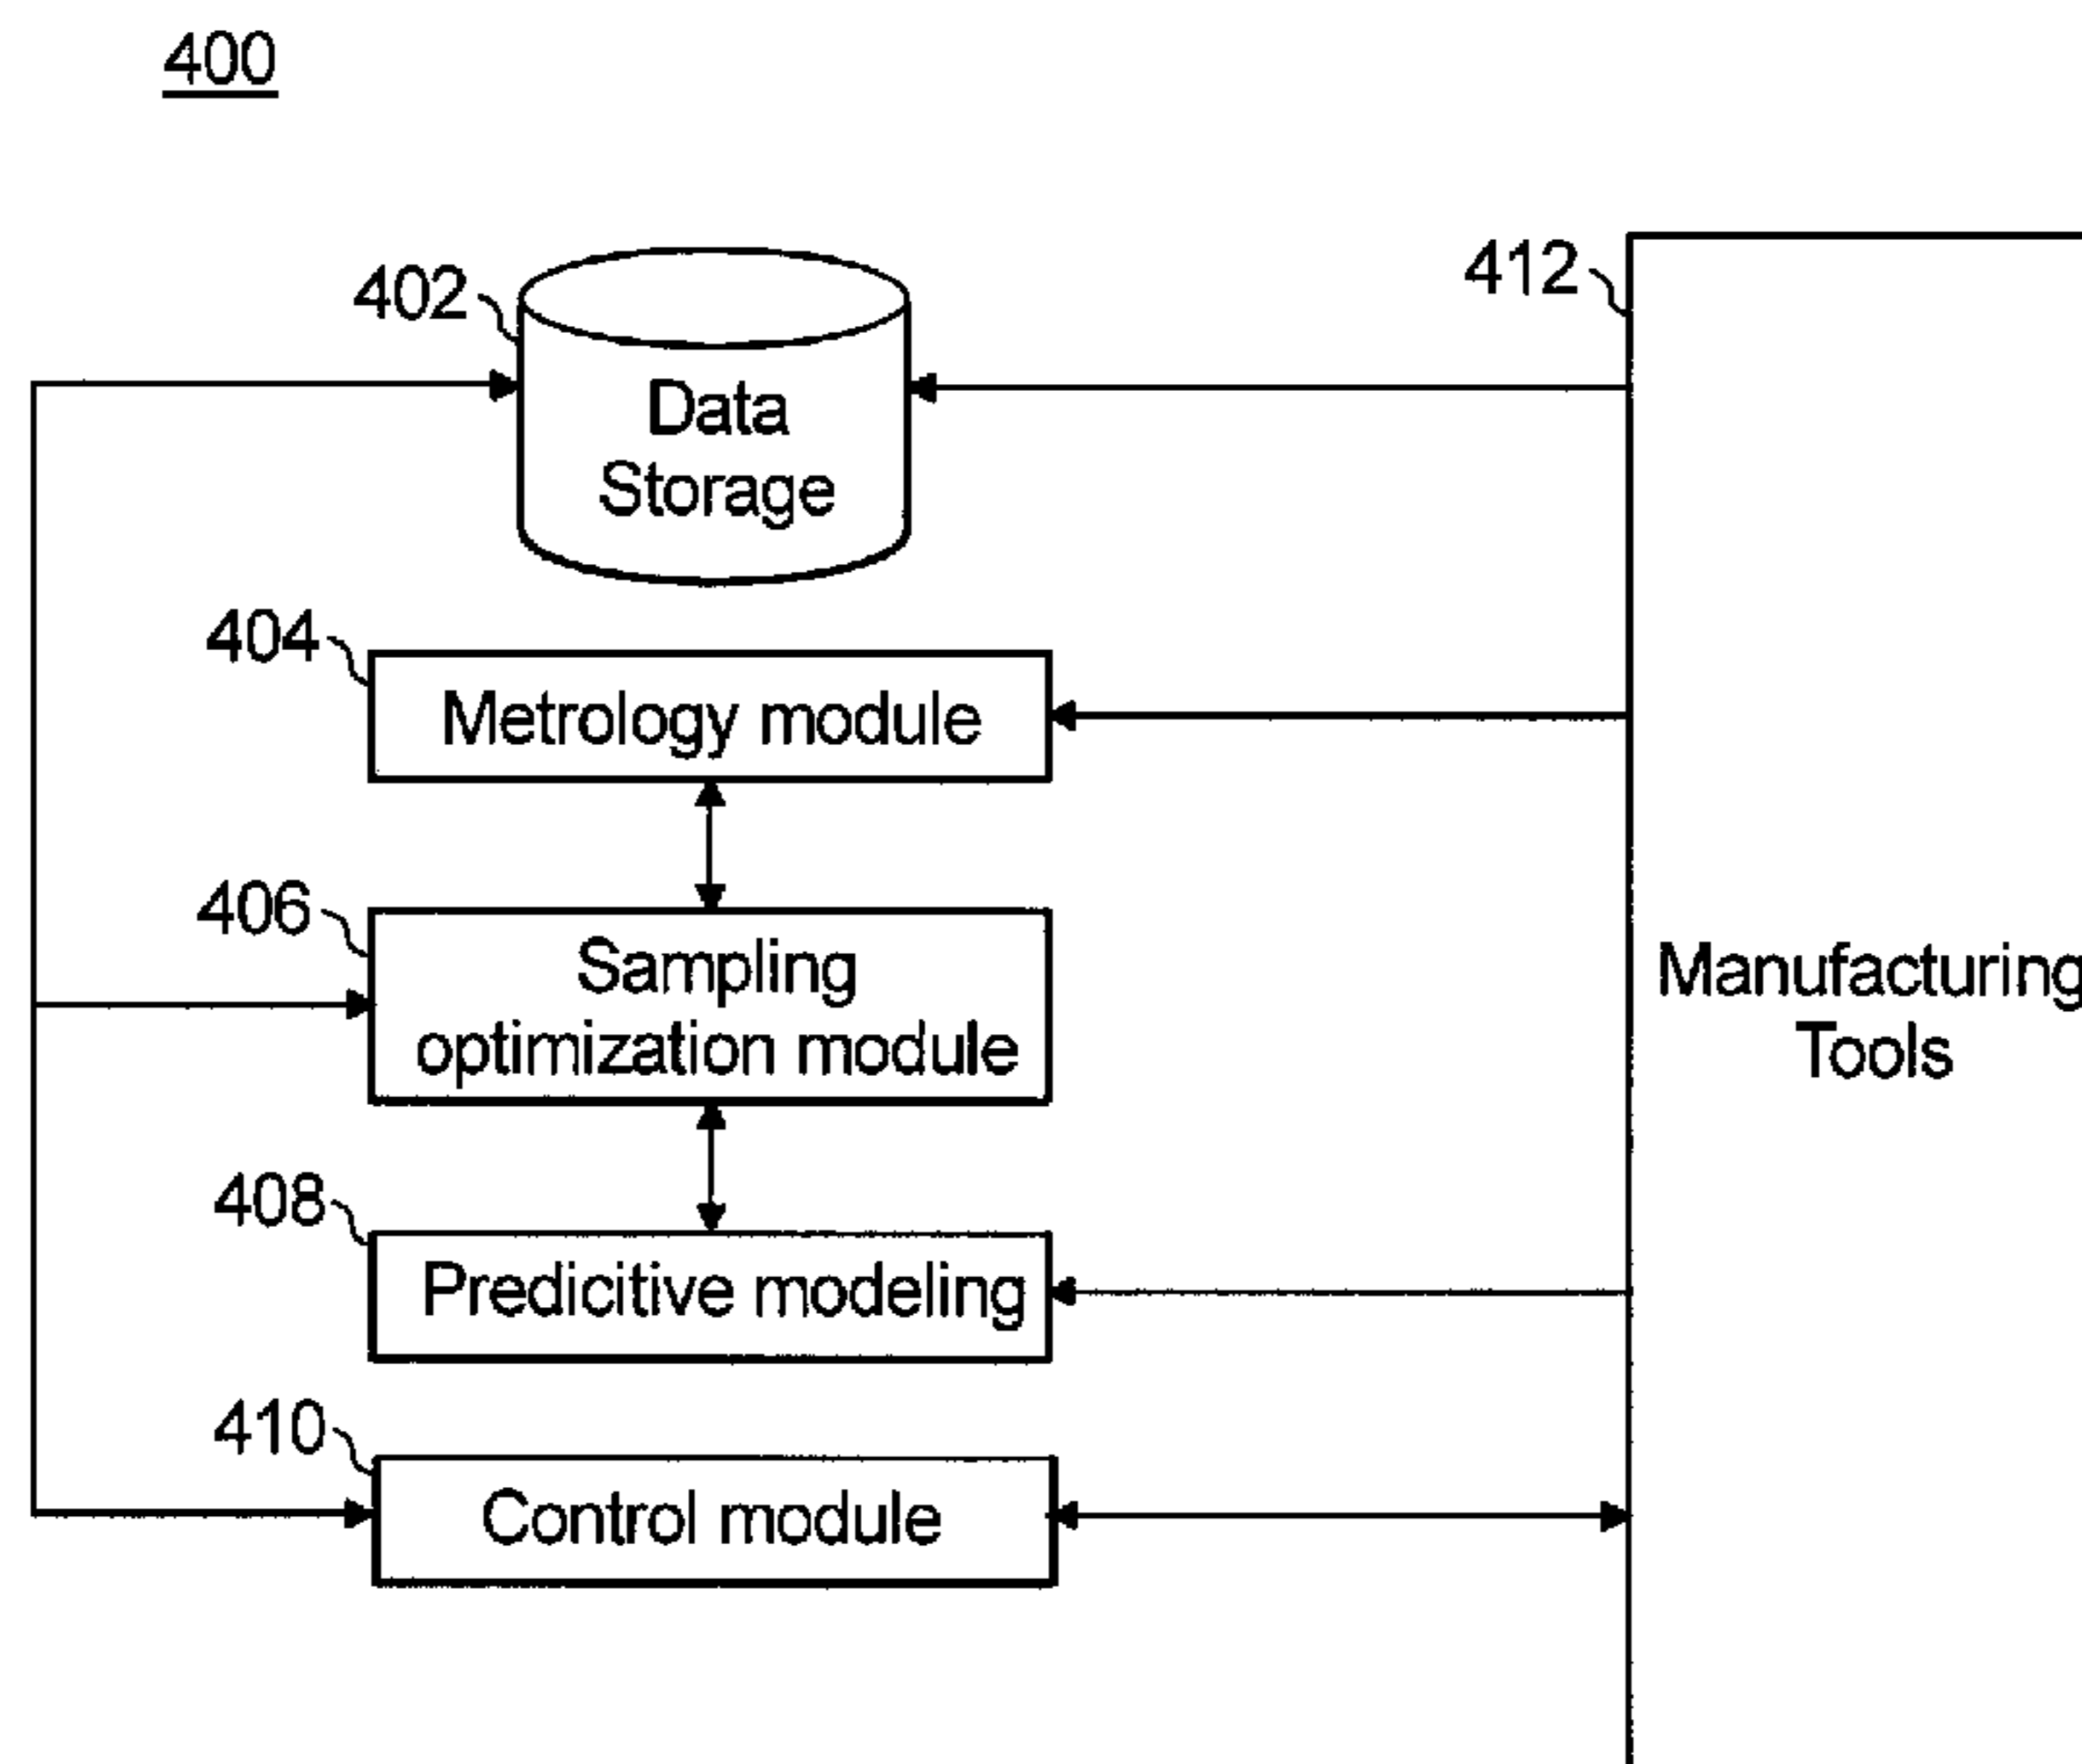 400
402
412
Data
Storage
404
Metrology module
406
Sampling
optimization module
Manufacturing
Tools
408
Predicitive modeling
410
Control module